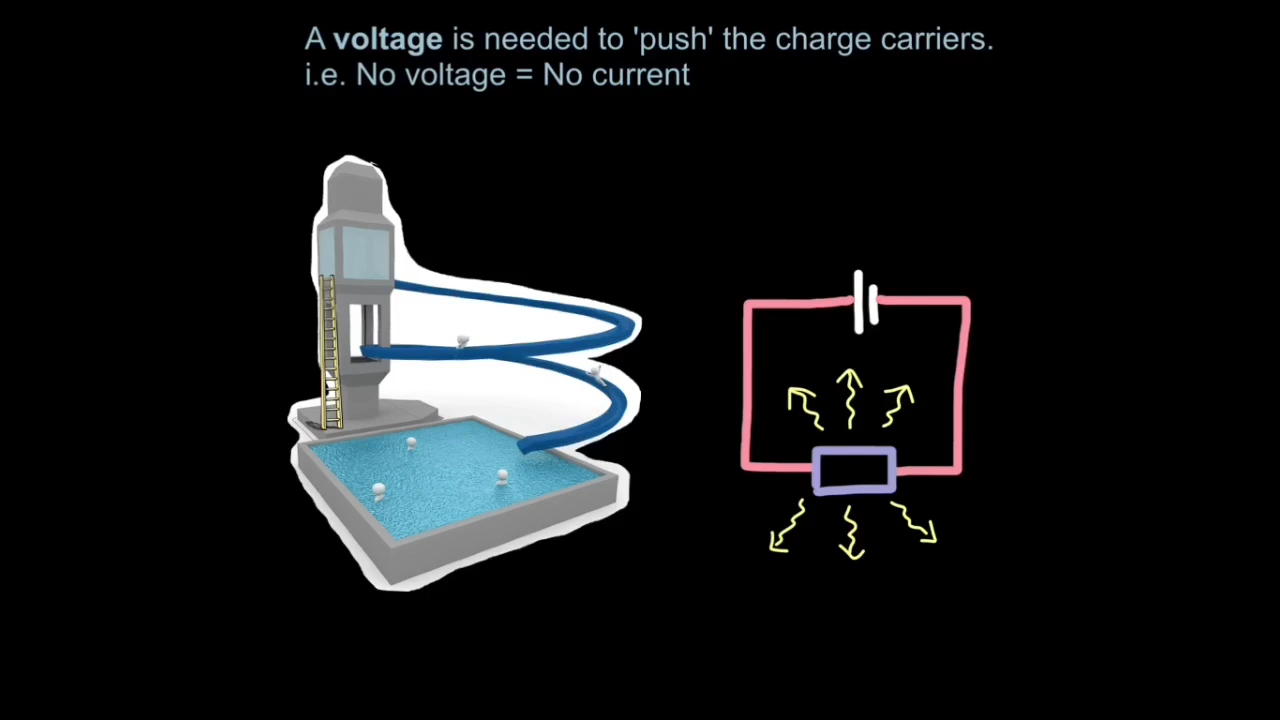 A voltage is needed to 'push' the charge carriers.
i.e. No voltage = No current